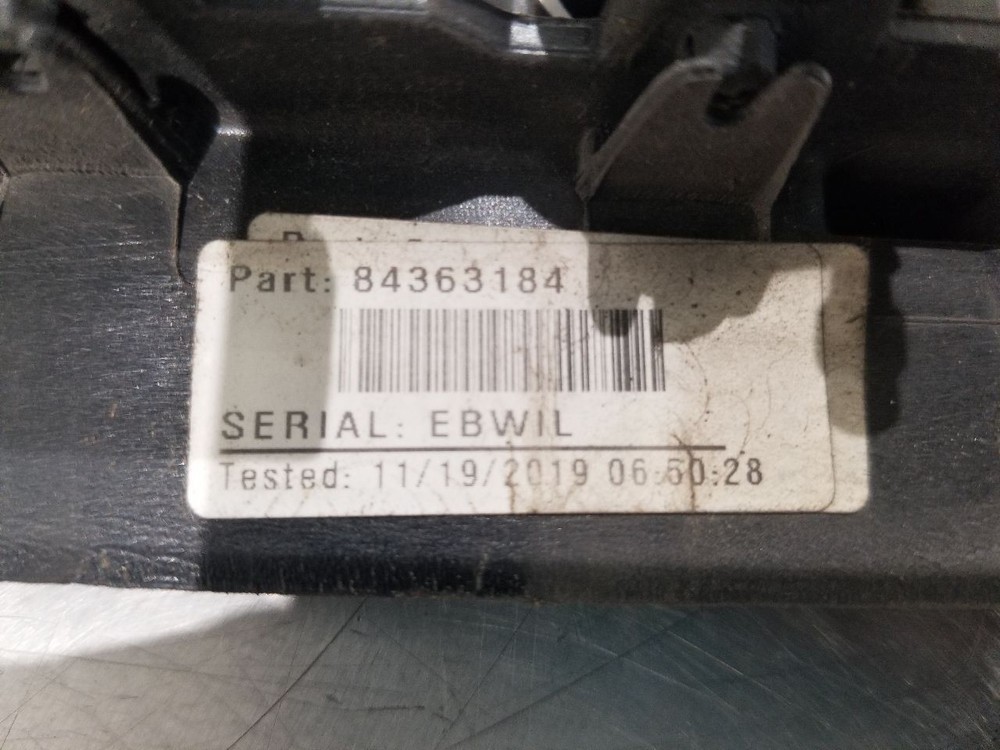 Part: 84363184
SERIAL: EBWIL
Tested: 11/19/2019 06:50:28